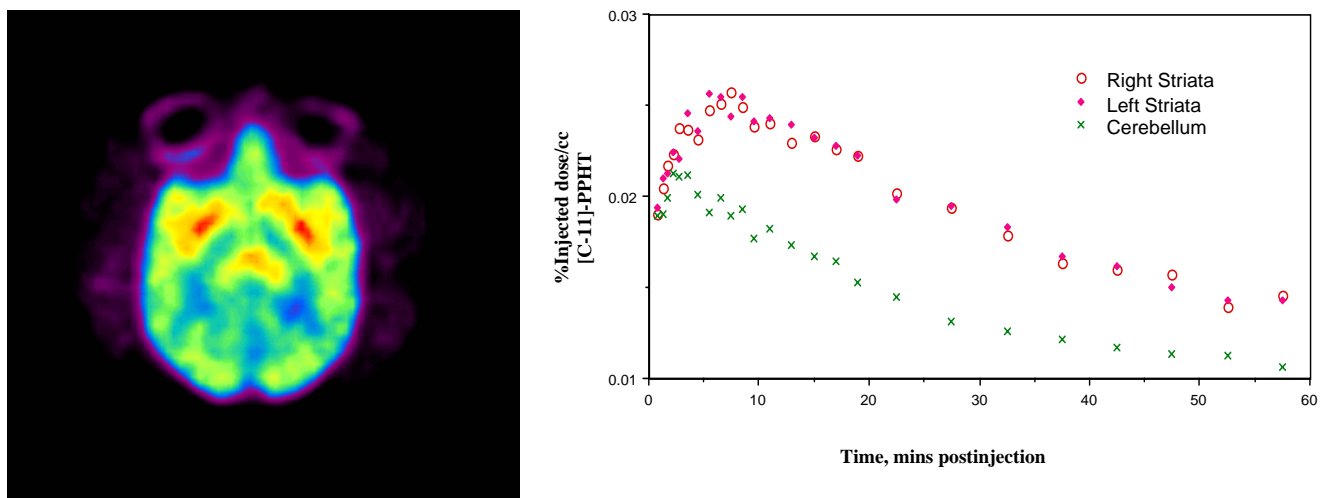 0.03
0.02
0.01
%Injected dose/cc
[C-11]-PPHT
Right Striata
Left Striata
Cerebellum
0 10 20 30 40 50 60
Time, mins postinjection